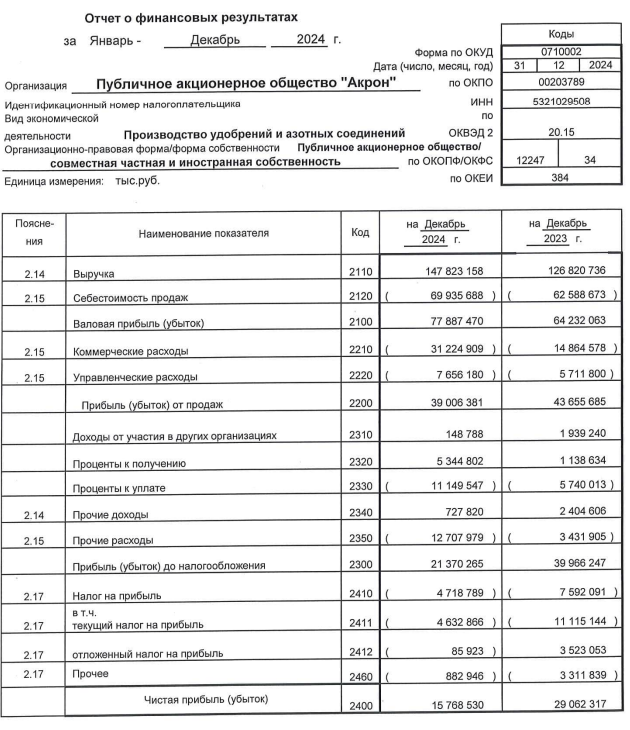 Отчет о финансовых результатах
за Январь - Декабрь 2024 г.
Коды
Форма по ОКУД 0710002
Дата (число, месяц, год) 31 12 2024
Организация Публичное акционерное общество "Акрон" по ОКПО 00203789
Идентификационный номер налогоплательщика ИНН 5321029508
Вид экономической по
деятельности Производство удобрений и азотных соединений ОКВЭД 2 20.15
Организационно-правовая форма/форма собственности Публичное акционерное общество/
совместная частная и иностранная собственность по ОКОПФ/ОКФС 12247 34
Единица измерения: тыс.руб. по ОКЕИ 384
Поясне- на Декабрь на Декабрь
ния Наименование показателя Код 2024 г. 2023 г.
2.14 Выручка 2110 147 823 158 126 820 736
2.15 Себестоимость продаж 2120 ( 69 935 688 ) ( 62 588 673 )
Валовая прибыль (убыток) 2100 77 887 470 64 232 063
2.15 Коммерческие расходы 2210 ( 31 224 909 ) ( 14 864 578 )
2.15 Управленческие расходы 2220 ( 7 656 180 ) ( 5 711 800 )
Прибыль (убыток) от продаж 2200 39 006 381 43 655 685
Доходы от участия в других организациях 2310 148 788 1 939 240
Проценты к получению 2320 5 344 802 1 138 634
Проценты к уплате 2330 ( 11 149 547 ) ( 5 740 013 )
2.14 Прочие доходы 2340 727 820 2 404 606
2.15 Прочие расходы 2350 ( 12 707 979 ) ( 3 431 905 )
Прибыль (убыток) до налогообложения 2300 21 370 265 39 966 247
2.17 Налог на прибыль 2410 ( 4 718 789 ) ( 7 592 091 )
в т.ч.
2.17 текущий налог на прибыль 2411 ( 4 632 866 ) ( 11 115 144 )
2.17 отложенный налог на прибыль 2412 ( 85 923 ) 3 523 053
2.17 Прочее 2460 ( 882 946 ) ( 3 311 839 )
Чистая прибыль (убыток) 2400 15 768 530 29 062 317